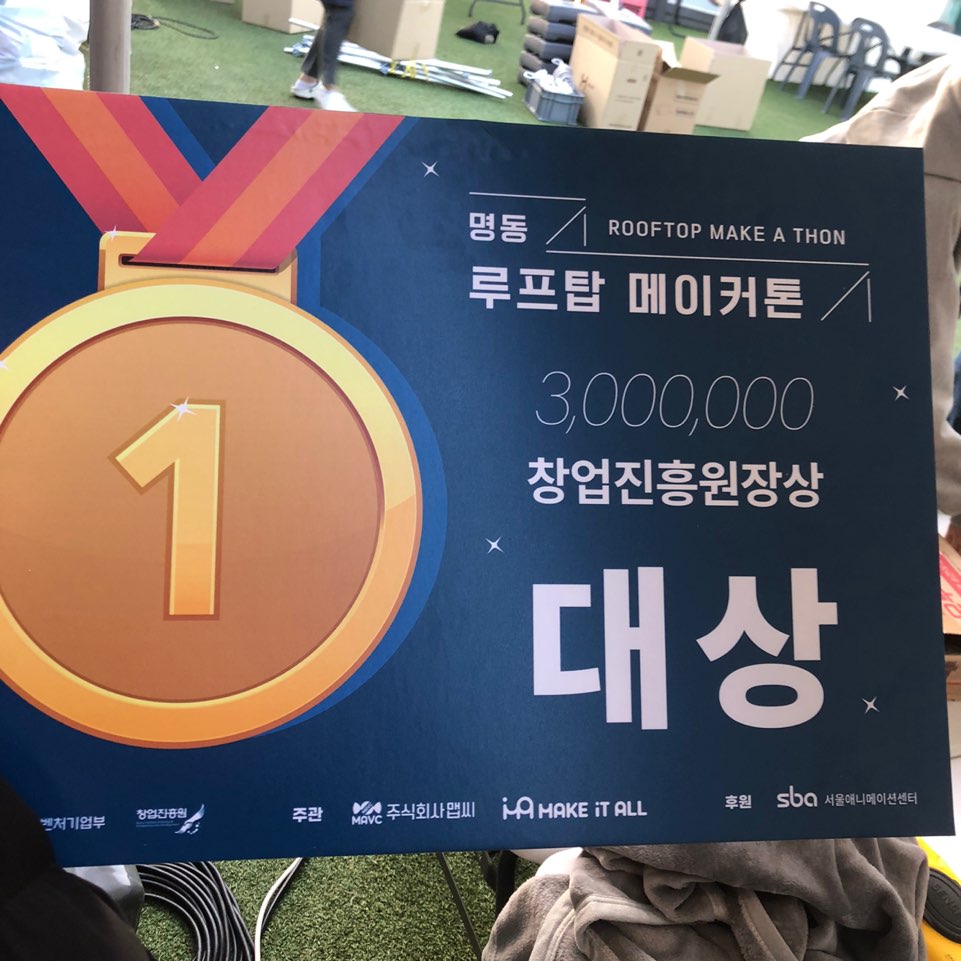 명동
ROOFTOP MAKE A THON
루프탑 메이커톤
3,000,000
창업진흥원장상
대상
1
벤처기업부
창업진흥원
주관
MAVC 주식회사맵씨
MAKE iT ALL
후원
sba 서울애니메이션센터